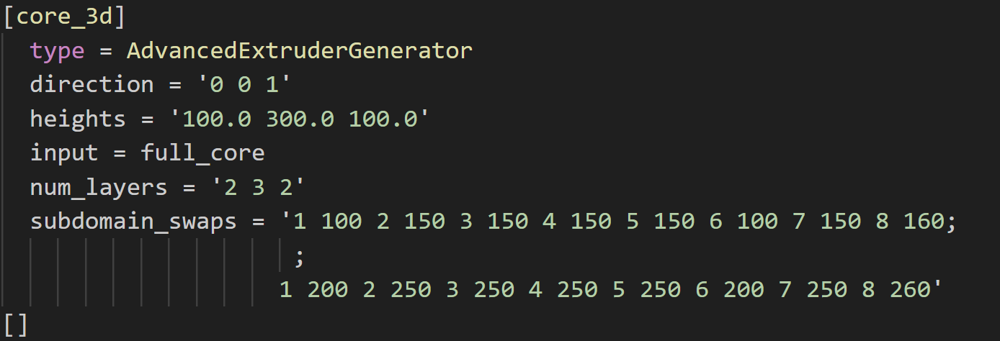 [core_3d]
type = AdvancedExtruderGenerator
direction = '0 0 1'
heights = '100.0 300.0 100.0'
input = full_core
num_layers = '2 3 2'
subdomain_swaps = '1 100 2 150 3 150 4 150 5 150 6 100 7 150 8 160;
;
1 200 2 250 3 250 4 250 5 250 6 200 7 250 8 260'
[]